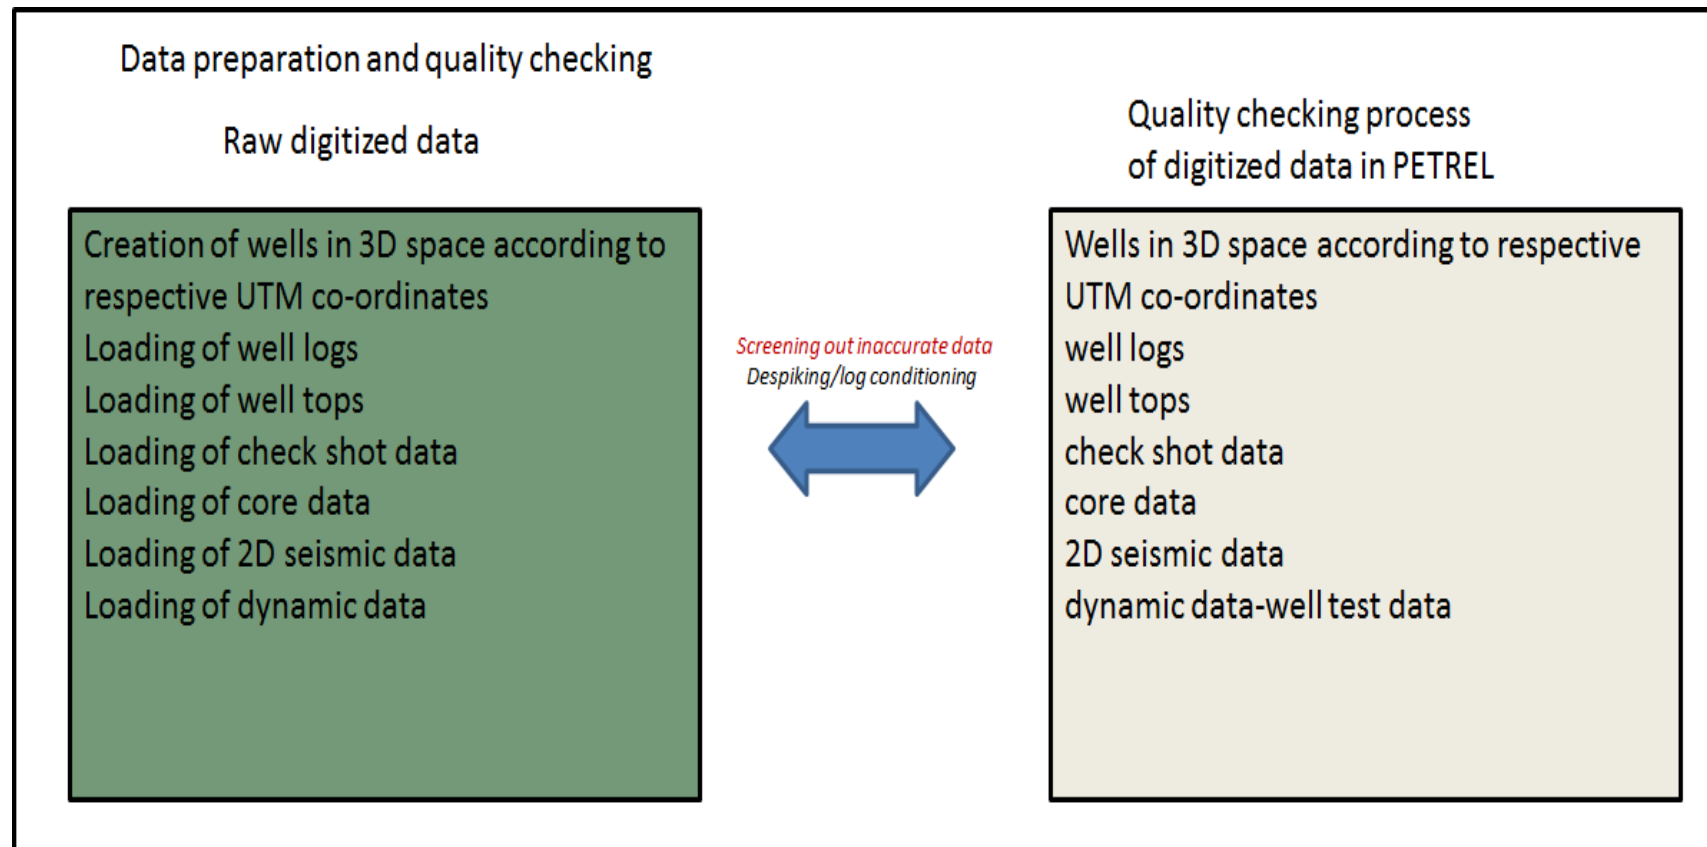 Data preparation and quality checking
Raw digitized data
Creation of wells in 3D space according to
respective UTM co-ordinates
Loading of well logs
Loading of well tops
Loading of check shot data
Loading of core data
Loading of 2D seismic data
Loading of dynamic data
Screening out inaccurate data
Despiking/log conditioning
Quality checking process
of digitized data in PETREL
Wells in 3D space according to respective
UTM co-ordinates
well logs
well tops
check shot data
core data
2D seismic data
dynamic data-well test data